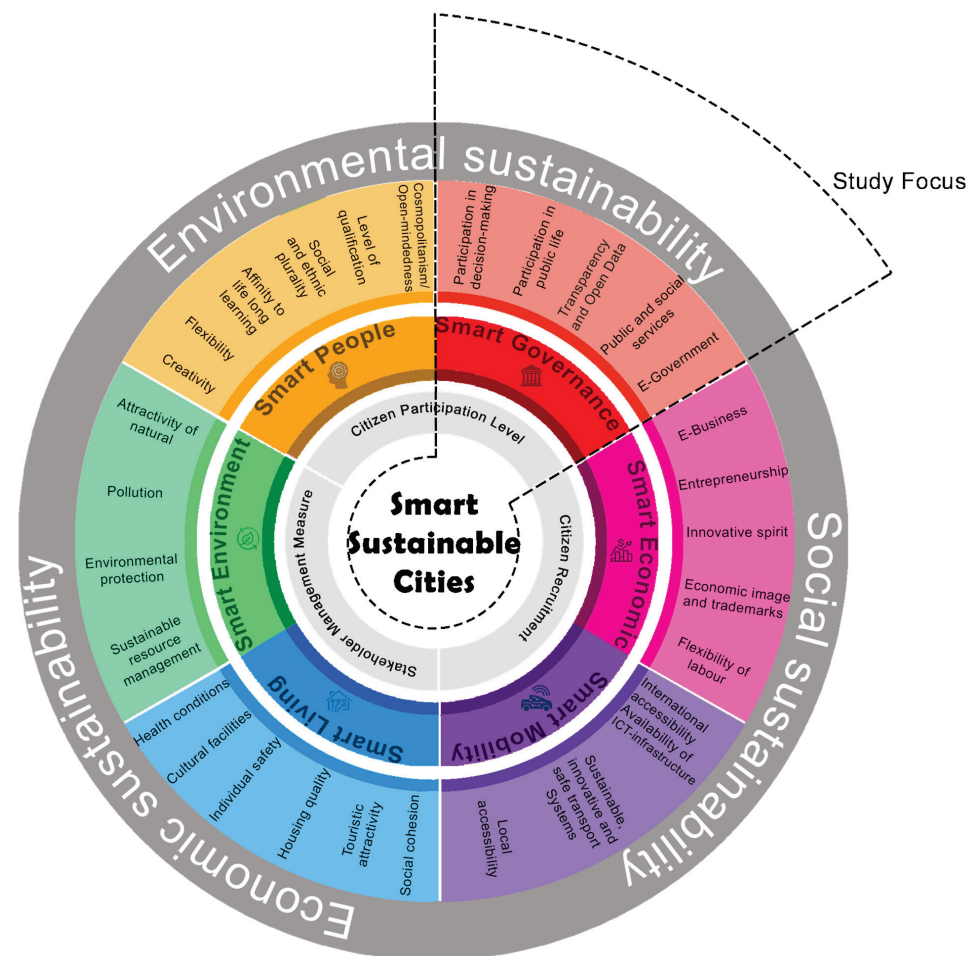 Study Focus
Environmental sustainability
Social sustainability
Economic sustainability
Smart People
Creativity
Flexibility
Affinity to
life long
learning
Social
and ethnic
plurality
Level of
qualification
Cosmopolitanism/
Open-mindedness
Smart Governance
Participation in
decision-making
Participation in
public life
Transparency
and Open Data
Public and social
services
E-Government
Smart Economic
E-Business
Entrepreneurship
Innovative spirit
Economic image
and trademarks
Flexibility of
labour
Smart Mobility
International
accessibility
Availability of
ICT-infrastructure
Sustainable,
innovative and
safe transport
Systems
Local
accessibility
Smart Living
Social cohesion
Touristic
attractivity
Housing quality
Individual safety
Cultural facilities
Health conditions
Smart Environment
Sustainable
resource
management
Environmental
protection
Pollution
Attractivity of
natural
Citizen Participation Level
Citizen Recruitment
Stakeholder Management Measure
Smart
Sustainable
Cities